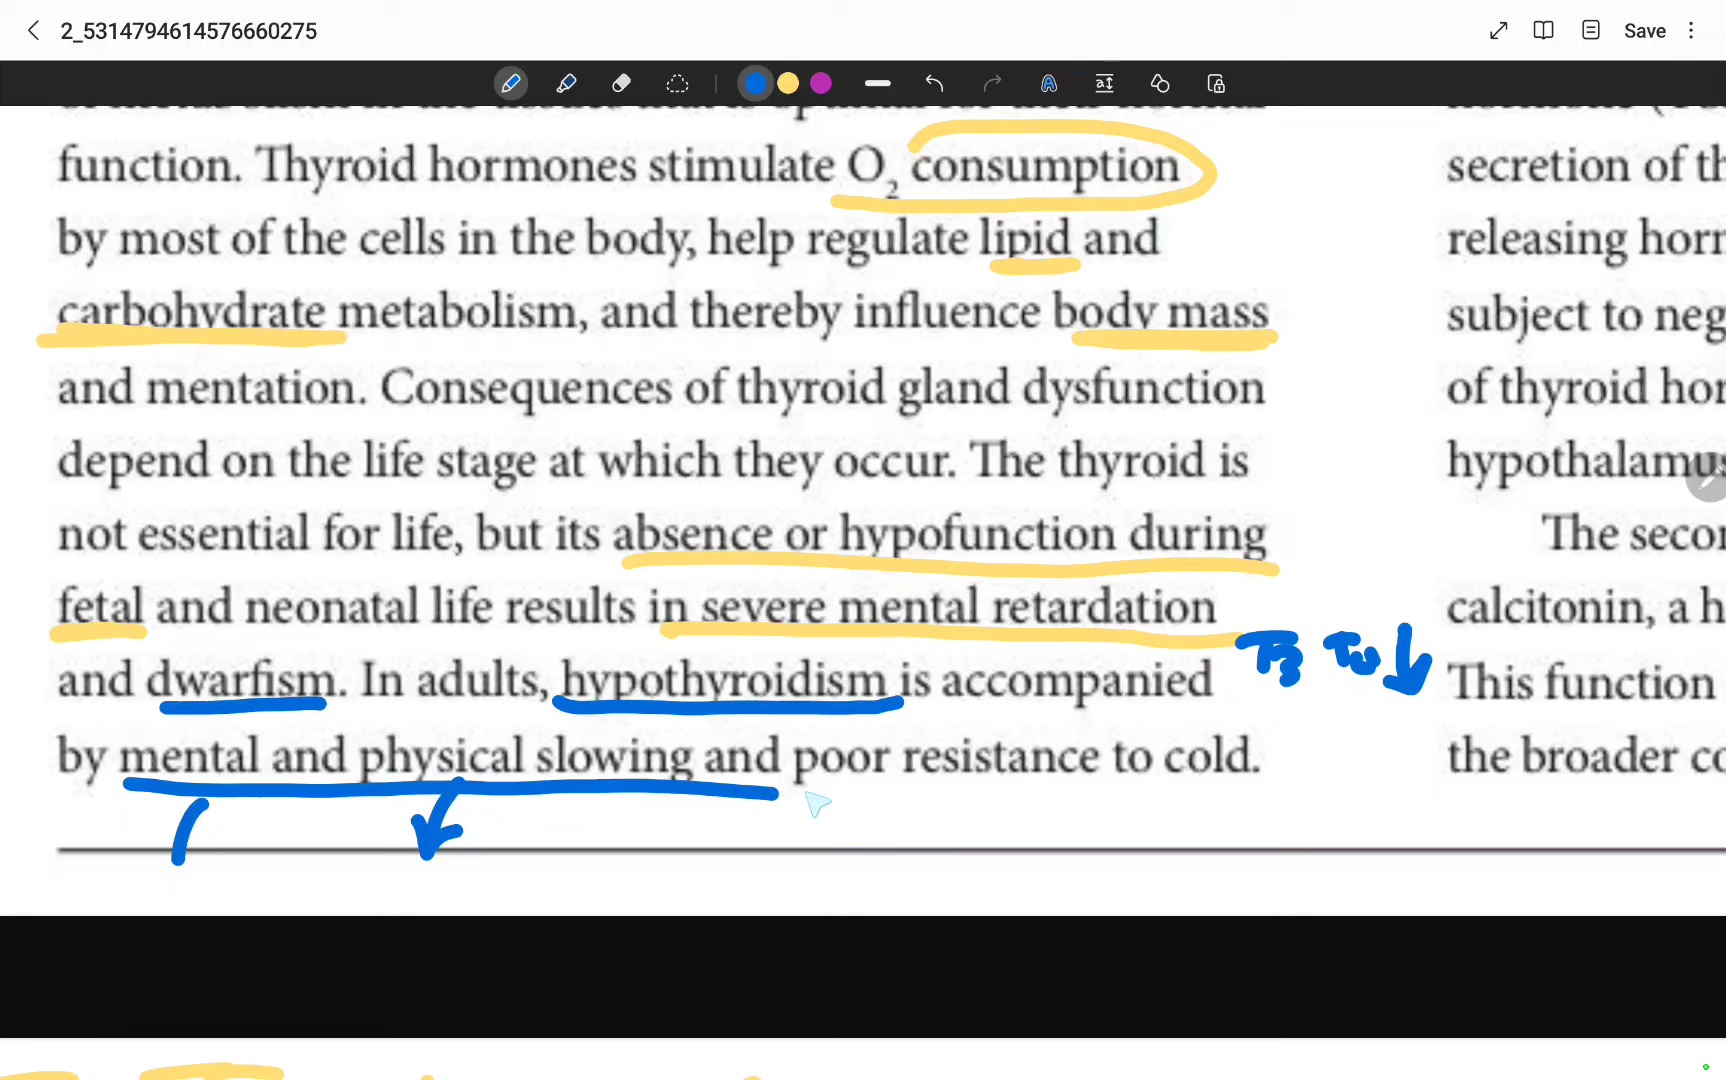 2_5314794614576660275
Save
function. Thyroid hormones stimulate O₂ consumption
by most of the cells in the body, help regulate lipid and
carbohydrate metabolism, and thereby influence body mass
and mentation. Consequences of thyroid gland dysfunction
depend on the life stage at which they occur. The thyroid is
not essential for life, but its absence or hypofunction during
fetal and neonatal life results in severe mental retardation
and dwarfism. In adults, hypothyroidism is accompanied
by mental and physical slowing and poor resistance to cold.
T3 T4
secretion of th
releasing horr
subject to neg
of thyroid hor
hypothalamus
The secon
calcitonin, a h
This function
the broader co